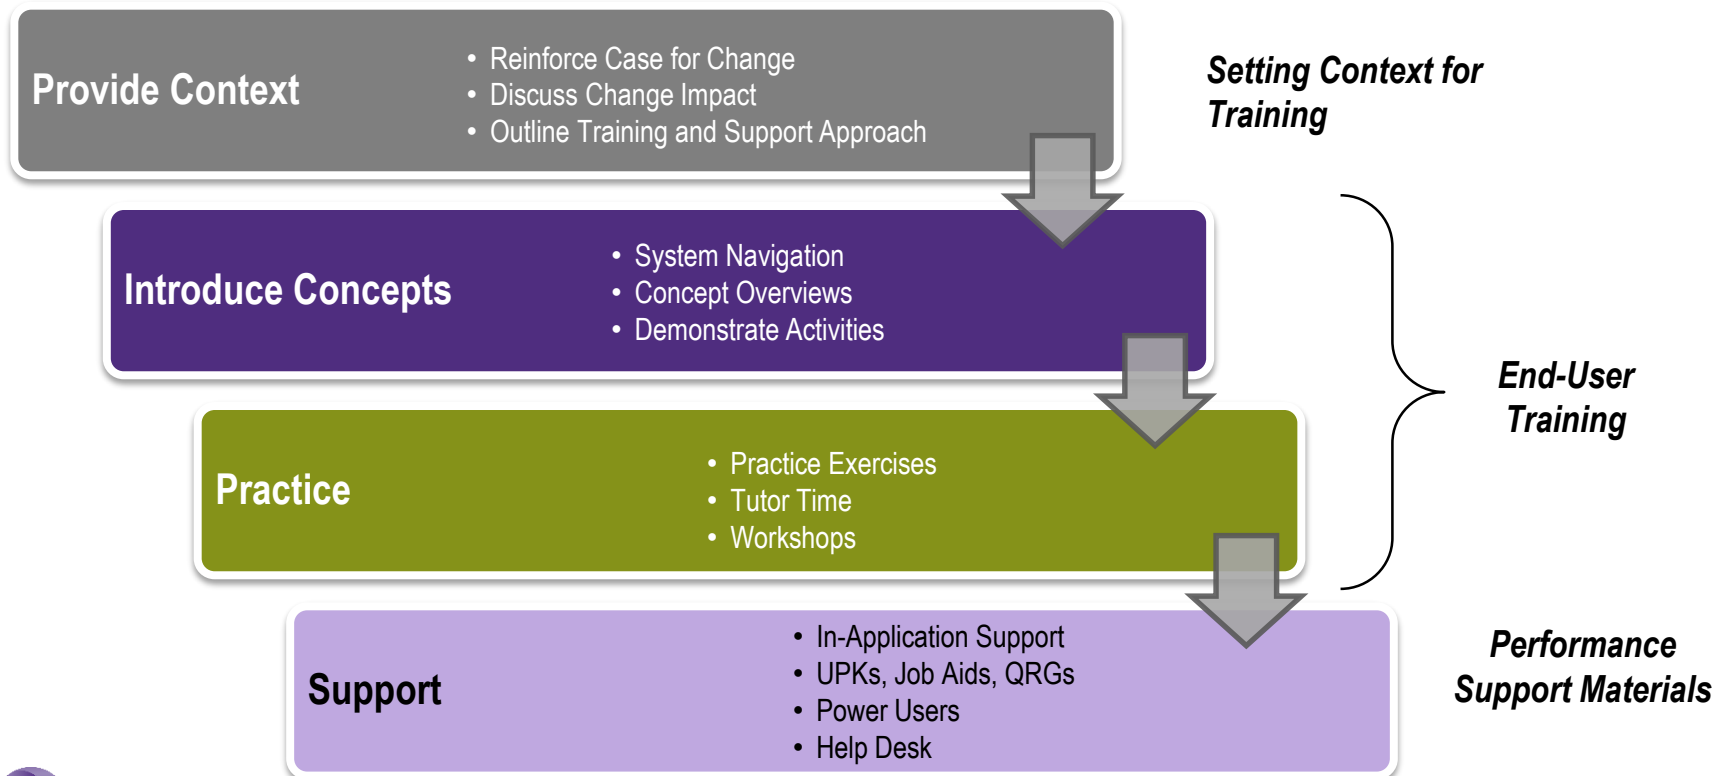 Provide Context
• Reinforce Case for Change
• Discuss Change Impact
• Outline Training and Support Approach
Setting Context for
Training
Introduce Concepts
• System Navigation
• Concept Overviews
• Demonstrate Activities
Practice
• Practice Exercises
• Tutor Time
• Workshops
End-User
Training
Support
• In-Application Support
• UPKs, Job Aids, QRGs
• Power Users
• Help Desk
Performance
Support Materials